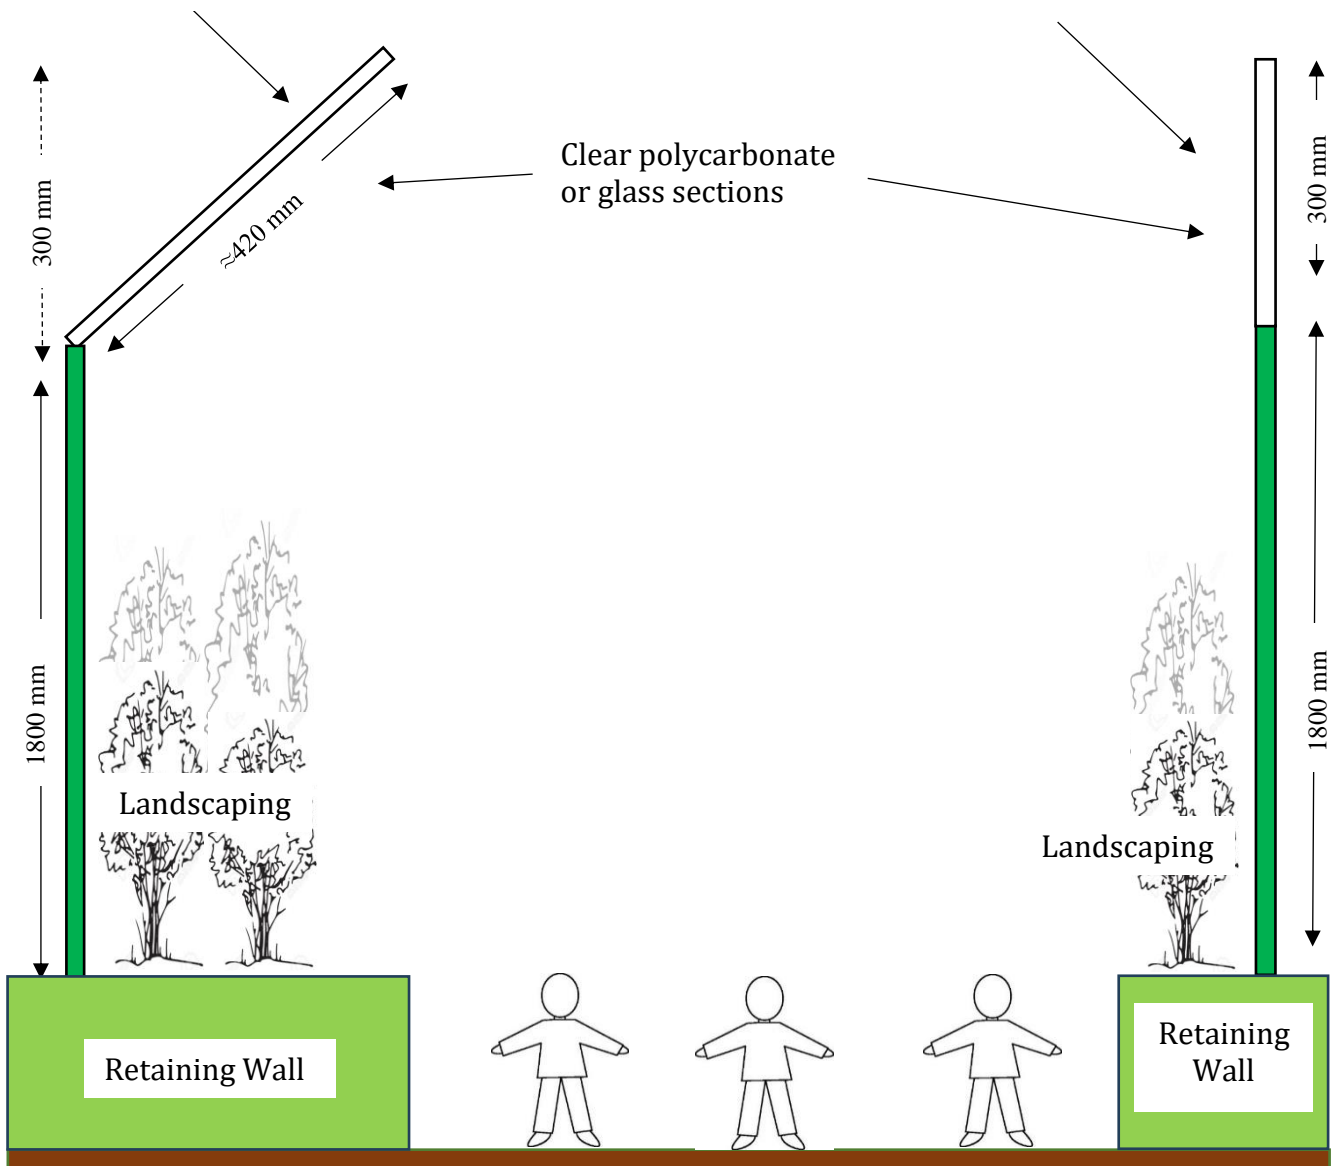 300 mm
Clear polycarbonate
or glass sections
≈420 mm
300 mm
1800 mm
1800 mm
Landscaping
Landscaping
Retaining Wall
Retaining
Wall